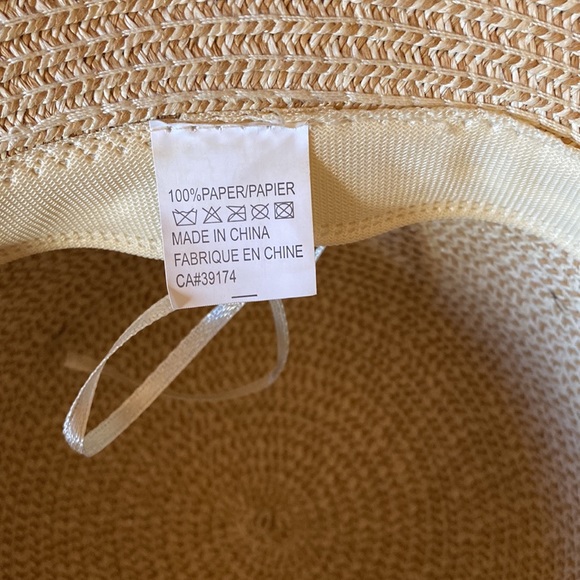 100%PAPER/PAPIER
MADE IN CHINA
FABRIQUE EN CHINE
CA#39174